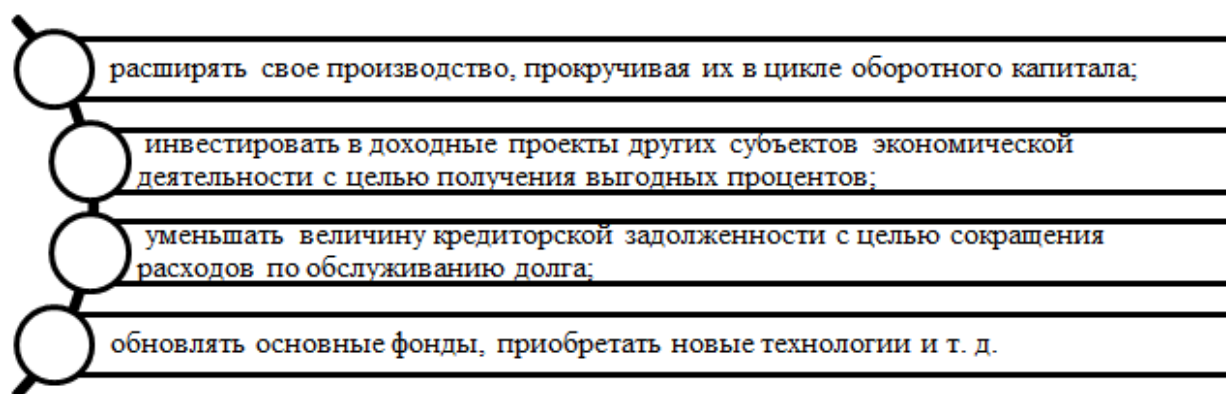 расширять свое производство, прокручивая их в цикле оборотного капитала;
инвестировать в доходные проекты других субъектов экономической
деятельности с целью получения выгодных процентов;
уменьшать величину кредиторской задолженности с целью сокращения
расходов по обслуживанию долга;
обновлять основные фонды, приобретать новые технологии и т. д.